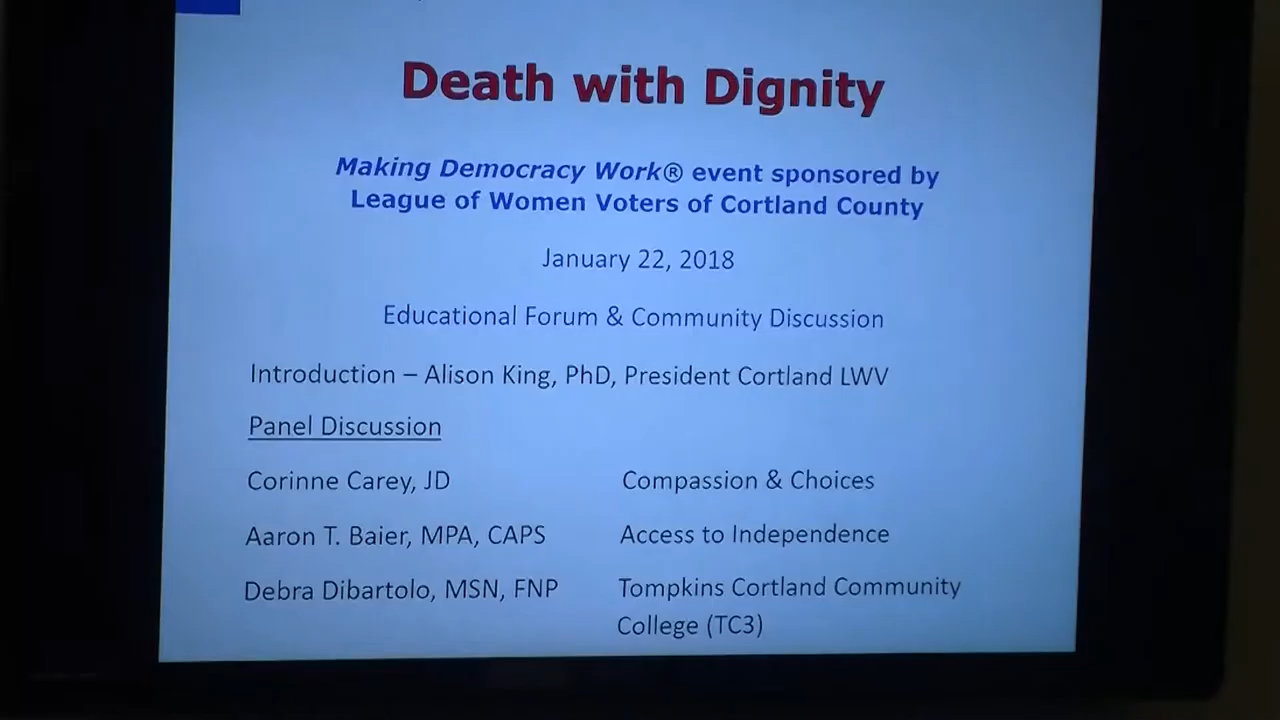 Death with Dignity
Making Democracy Work® event sponsored by
League of Women Voters of Cortland County
January 22, 2018
Educational Forum & Community Discussion
Introduction – Alison King, PhD, President Cortland LWV
Panel Discussion
Corinne Carey, JD Compassion & Choices
Aaron T. Baier, MPA, CAPS Access to Independence
Debra Dibartolo, MSN, FNP Tompkins Cortland Community
College (TC3)